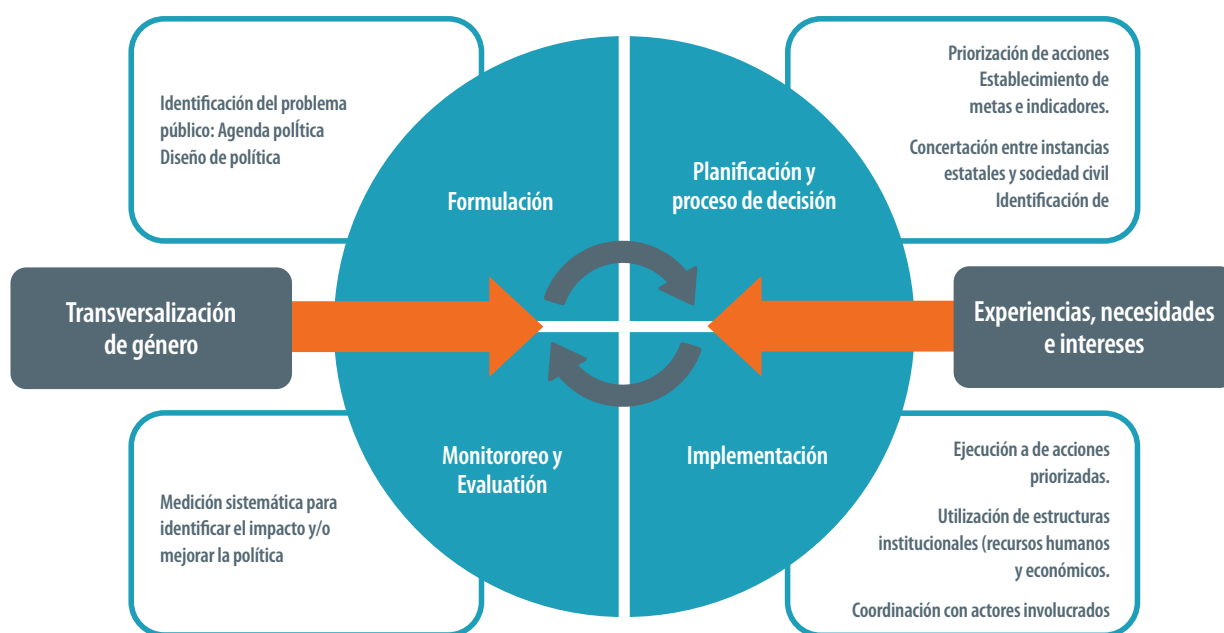 Identificación del problema
público: Agenda polÍtica
Diseño de política
Priorización de acciones
Establecimiento de
metas e indicadores.
Concertación entre instancias
estatales y sociedad civil
Identificación de
Formulación
Planificación y
proceso de decisión
Transversalización
de género
Experiencias, necesidades
e intereses
Monitororeo y
Evaluatión
Implementación
Medición sistemática para
identificar el impacto y/o
mejorar la política
Ejecución a de acciones
priorizadas.
Utilización de estructuras
institucionales (recursos humanos
y económicos.
Coordinación con actores involucrados